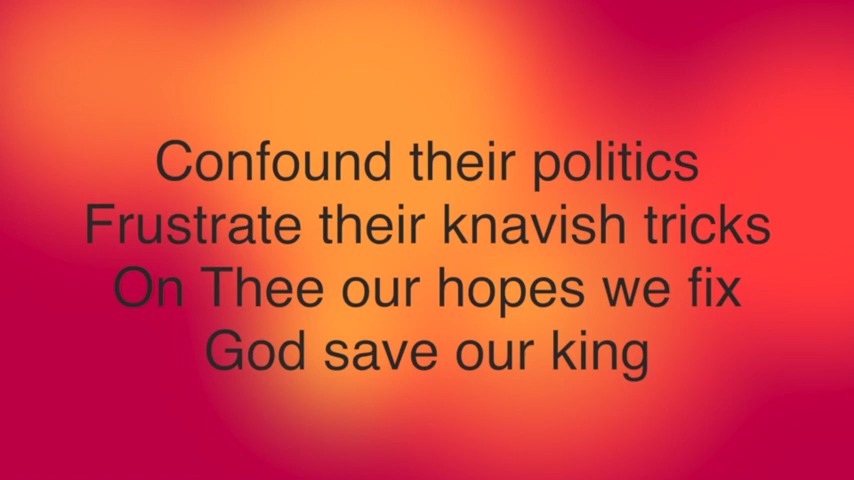 Confound their politics
Frustrate their knavish tricks
On Thee our hopes we fix
God save our king